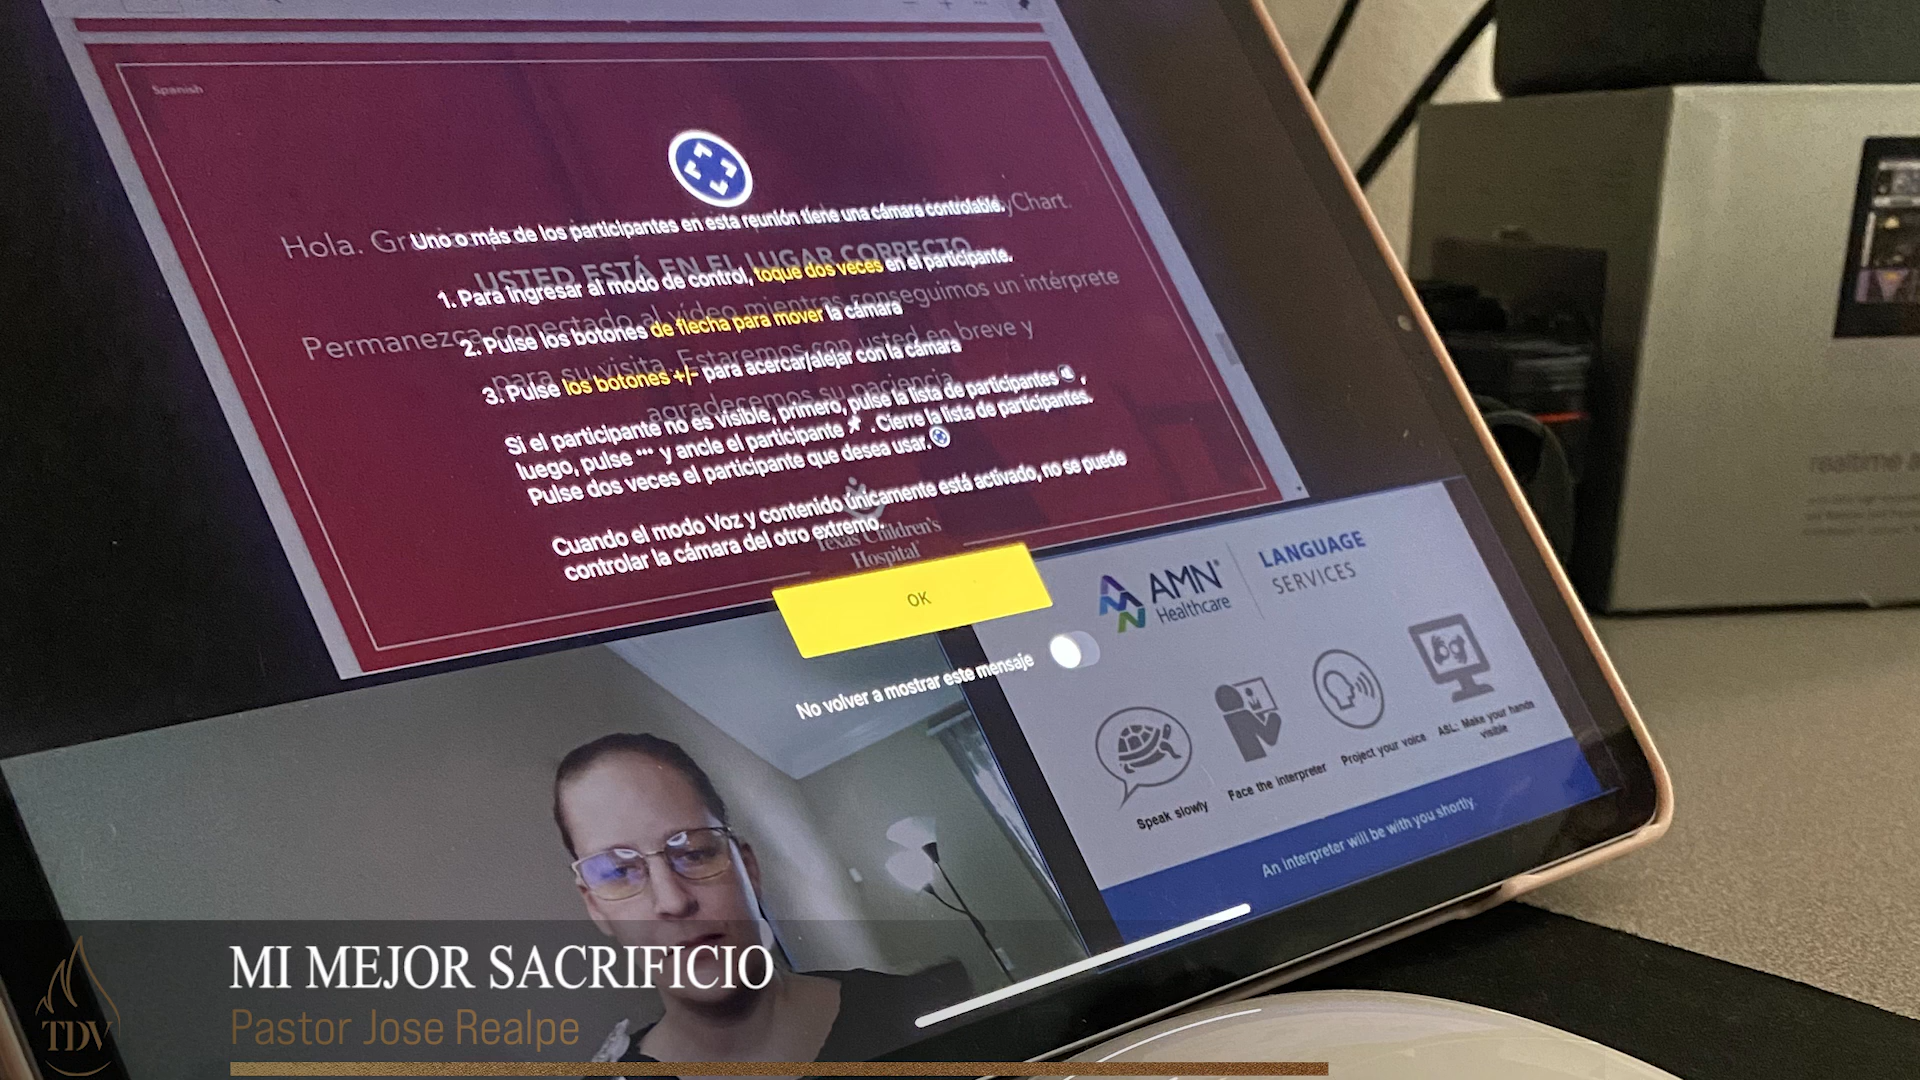 Spanish
Hola. Gr yChart.
Uno o más de los participantes en esta reunión tiene una cámara controlable.
USTED ESTÁ EN EL LUGAR CORRECTO
1. Para ingresar al modo de control, toque dos veces en el participante.
Permanezca conectado al video mientras conseguimos un intérprete
2. Pulse los botones de flecha para mover la cámara
para su visita. Estaremos con usted en breve y
3. Pulse los botones +/- para acercar/alejar con la cámara
agradecemos su paciencia
Si el participante no es visible, primero, pulse la lista de participantes ,
luego, pulse ··· y ancle el participante . Cierre la lista de participantes.
Pulse dos veces el participante que desea usar.
Cuando el modo Voz y contenido únicamente está activado, no se puede
controlar la cámara del otro extremo.
Texas Children's
Hospital
OK
No volver a mostrar este mensaje
AMN
Healthcare
LANGUAGE
SERVICES
Speak slowly
Face the interpreter
Project your voice
ASL: Make your hands
visible
An interpreter will be with you shortly.
realtime
MI MEJOR SACRIFICIO
Pastor Jose Realpe
TDV